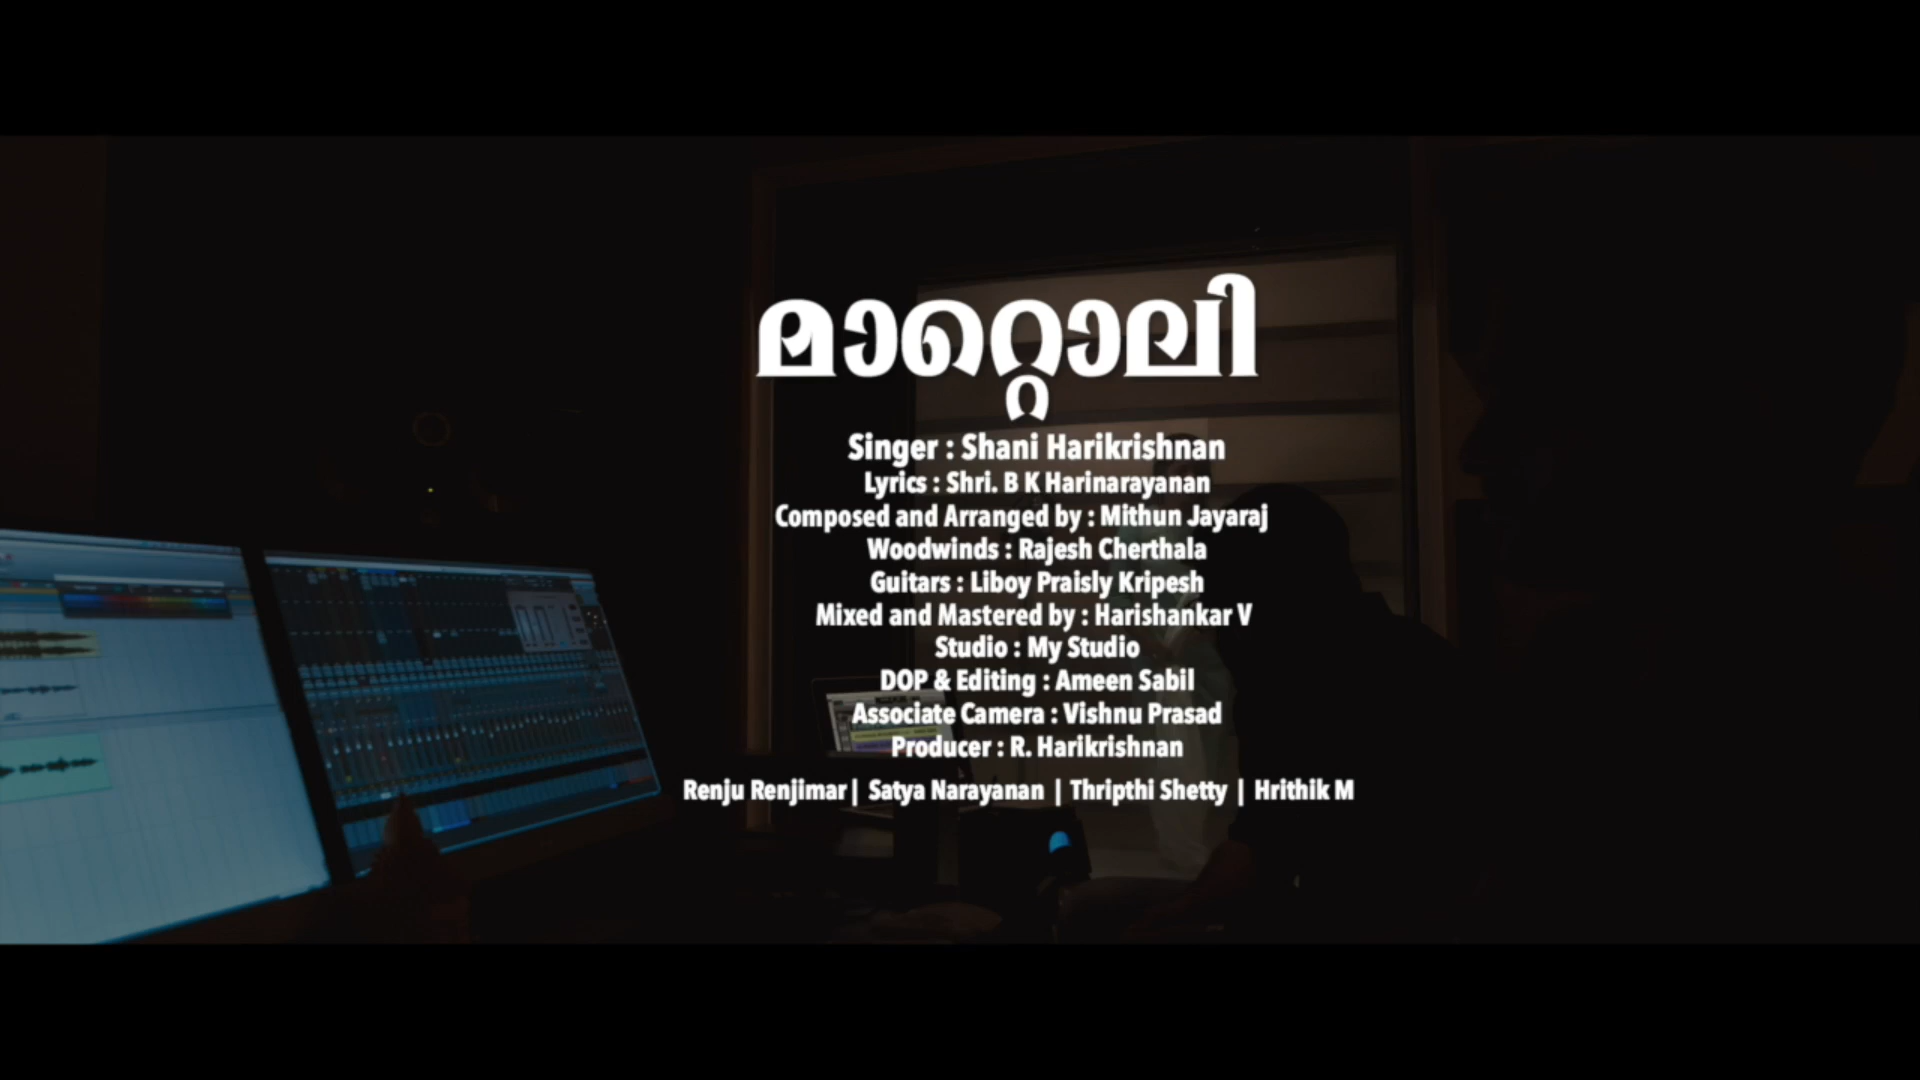 മാറ്റൊലി
Singer : Shani Harikrishnan
Lyrics : Shri. B K Harinarayanan
Composed and Arranged by : Mithun Jayaraj
Woodwinds : Rajesh Cherthala
Guitars : Liboy Praisly Kripesh
Mixed and Mastered by : Harishankar V
Studio : My Studio
DOP & Editing : Ameen Sabil
Associate Camera : Vishnu Prasad
Producer : R. Harikrishnan
Renju Renjimar| Satya Narayanan | Thripthi Shetty | Hrithik M